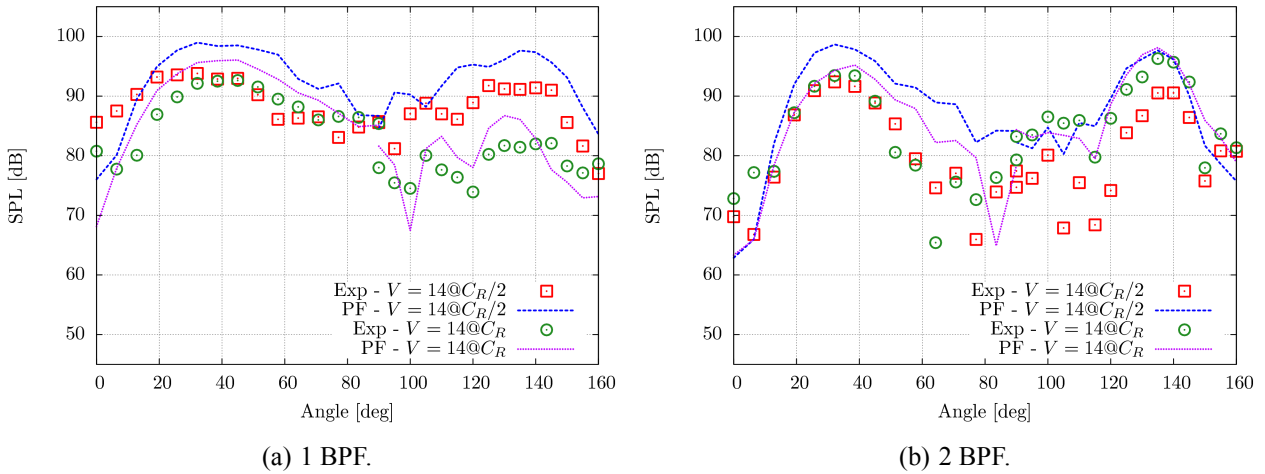 100
90
80
70
60
50
SPL [dB]
Exp - V = 14@C_R/2
PF - V = 14@C_R/2
Exp - V = 14@C_R
PF - V = 14@C_R
0 20 40 60 80 100 120 140 160
Angle [deg]
(a) 1 BPF.
100
90
80
70
60
50
SPL [dB]
Exp - V = 14@C_R/2
PF - V = 14@C_R/2
Exp - V = 14@C_R
PF - V = 14@C_R
0 20 40 60 80 100 120 140 160
Angle [deg]
(b) 2 BPF.